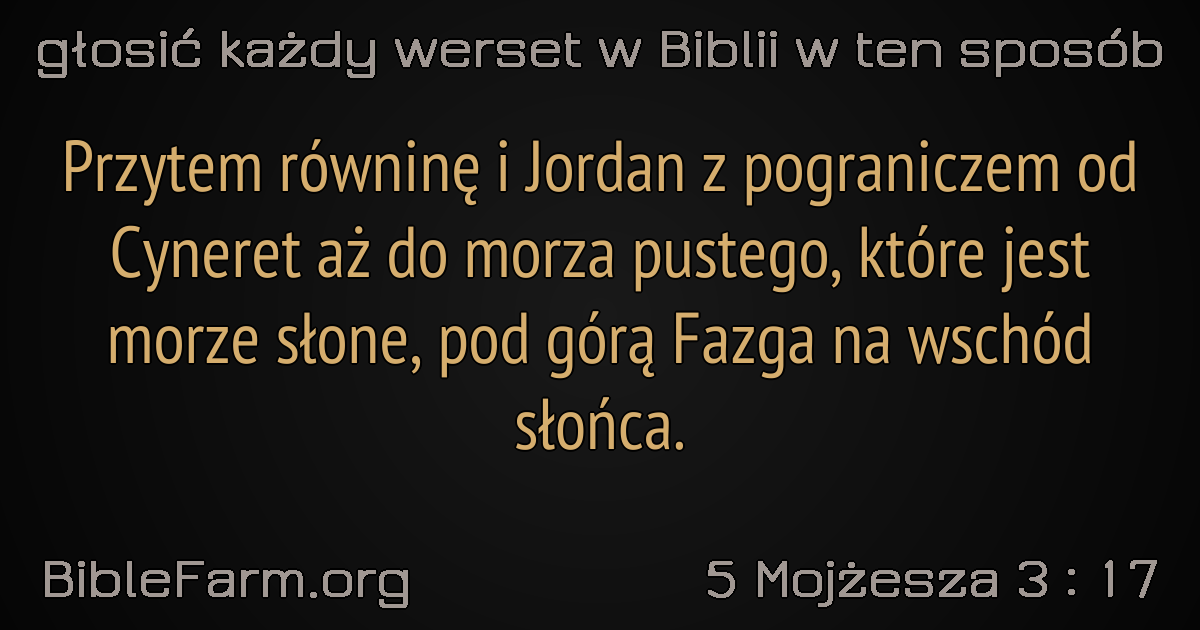 głosić każdy werset w Biblii w ten sposób
Przytem równinę i Jordan z pograniczem od
Cyneret aż do morza pustego, które jest
morze słone, pod górą Fazga na wschód
słońca.
BibleFarm.org
5 Mojżesza 3 : 17